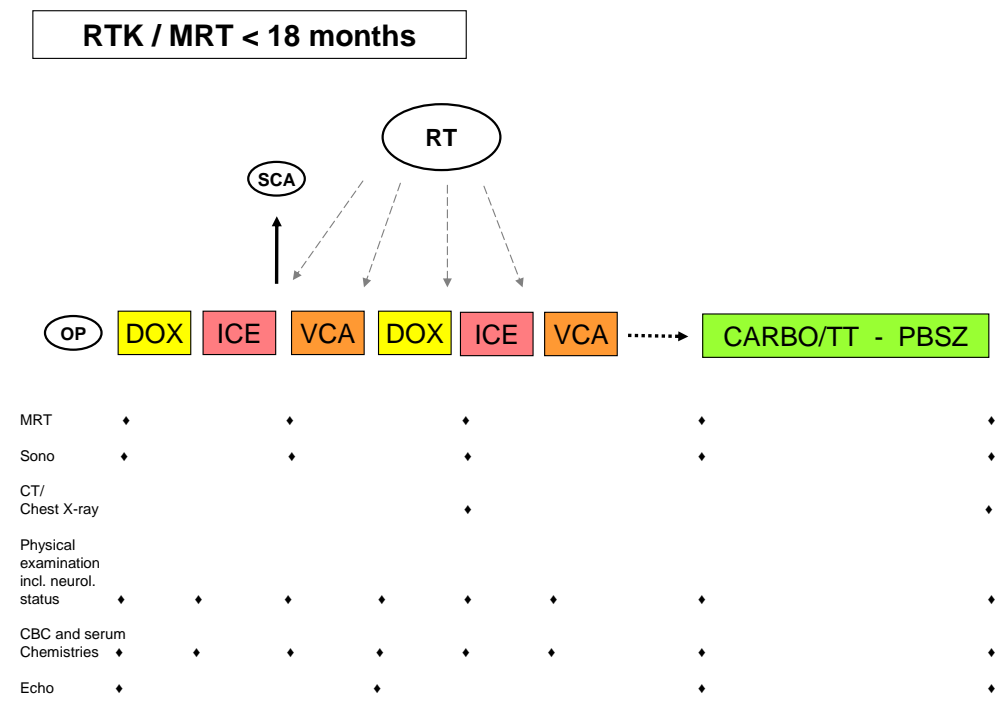 RTK / MRT < 18 months
RT
SCA
OP
DOX
ICE
VCA
DOX
ICE
VCA
CARBO/TT - PBSZ
MRT
Sono
CT/
Chest X-ray
Physical
examination
incl. neurol.
status
CBC and serum
Chemistries
Echo